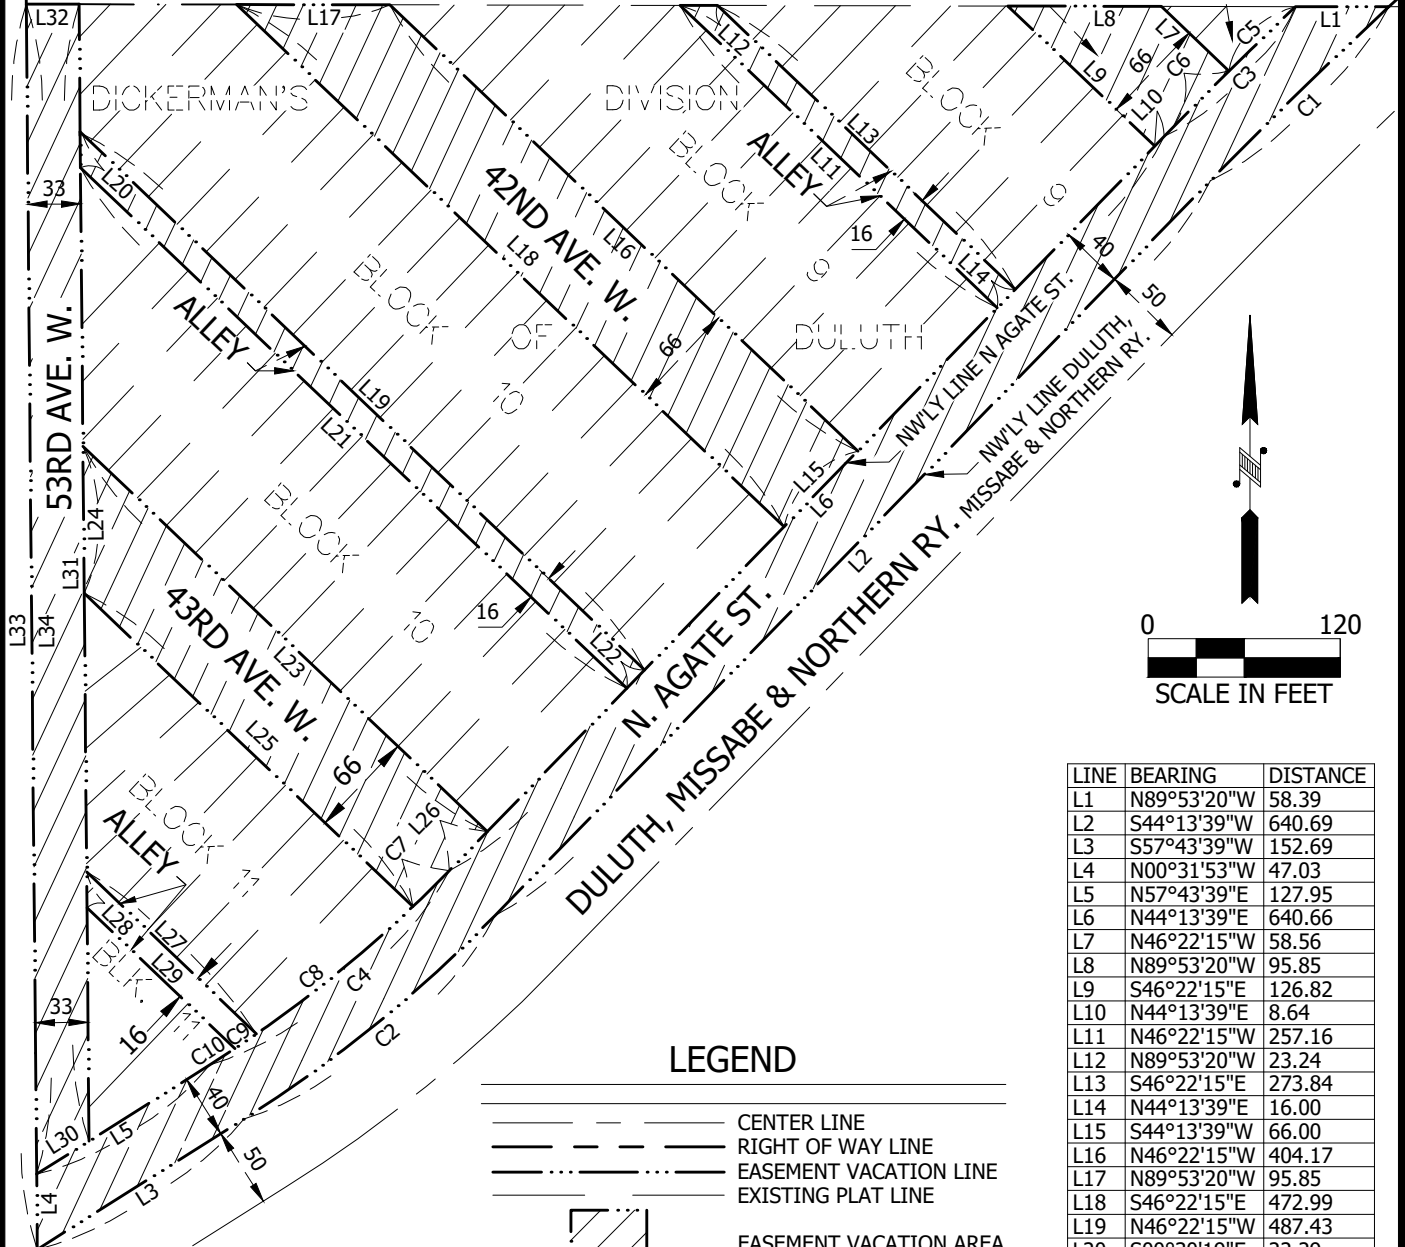 L32
L17
L12
L8
L7
C5
L1
66
C6
L9
L10
C3
C1
DICKERMAN'S
DIVISION
BLOCK
9
BLOCK
9
L13
L11
ALLEY
16
L14
40
50
33
L20
42ND AVE. W.
L16
L18
66
BLOCK
10
OF
DULUTH
ALLEY
L19
L21
53RD AVE. W.
NW'LY LINE N AGATE ST.
NW'LY LINE DULUTH,
MISSABE & NORTHERN RY.
L15
L6
L2
BLOCK
10
L24
L31
L33
L34
16
L22
43RD AVE. W.
L23
L25
66
C7
L26
N. AGATE ST.
DULUTH, MISSABE & NORTHERN RY.
0 120
SCALE IN FEET
BLOCK
11
ALLEY
L28
L27
L29
BLK.
11
33
16
C8
C4
C9
C10
C2
40
50
L30
L5
L4
L3
LEGEND
CENTER LINE
RIGHT OF WAY LINE
EASEMENT VACATION LINE
EXISTING PLAT LINE
EASEMENT VACATION AREA
LINE BEARING DISTANCE
L1 N89°53'20"W 58.39
L2 S44°13'39"W 640.69
L3 S57°43'39"W 152.69
L4 N00°31'53"W 47.03
L5 N57°43'39"E 127.95
L6 N44°13'39"E 640.66
L7 N46°22'15"W 58.56
L8 N89°53'20"W 95.85
L9 S46°22'15"E 126.82
L10 N44°13'39"E 8.64
L11 N46°22'15"W 257.16
L12 N89°53'20"W 23.24
L13 S46°22'15"E 273.84
L14 N44°13'39"E 16.00
L15 S44°13'39"W 66.00
L16 N46°22'15"W 404.17
L17 N89°53'20"W 95.85
L18 S46°22'15"E 472.99
L19 N46°22'15"W 487.43